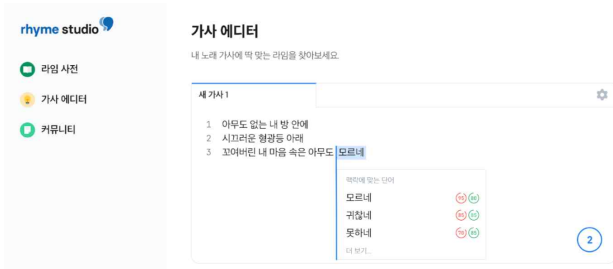 rhyme studio
라임 사전
가사 에디터
커뮤니티
가사 에디터
내 노래 가사에 딱 맞는 라임을 찾아보세요.
새 가사 1
1 아무도 없는 내 방 안에
2 시끄러운 형광등 아래
3 꼬여버린 내 마음 속은 아무도 모르네
맥락에 맞는 단어
모르네
귀찮네
못하네
더 보기...
2